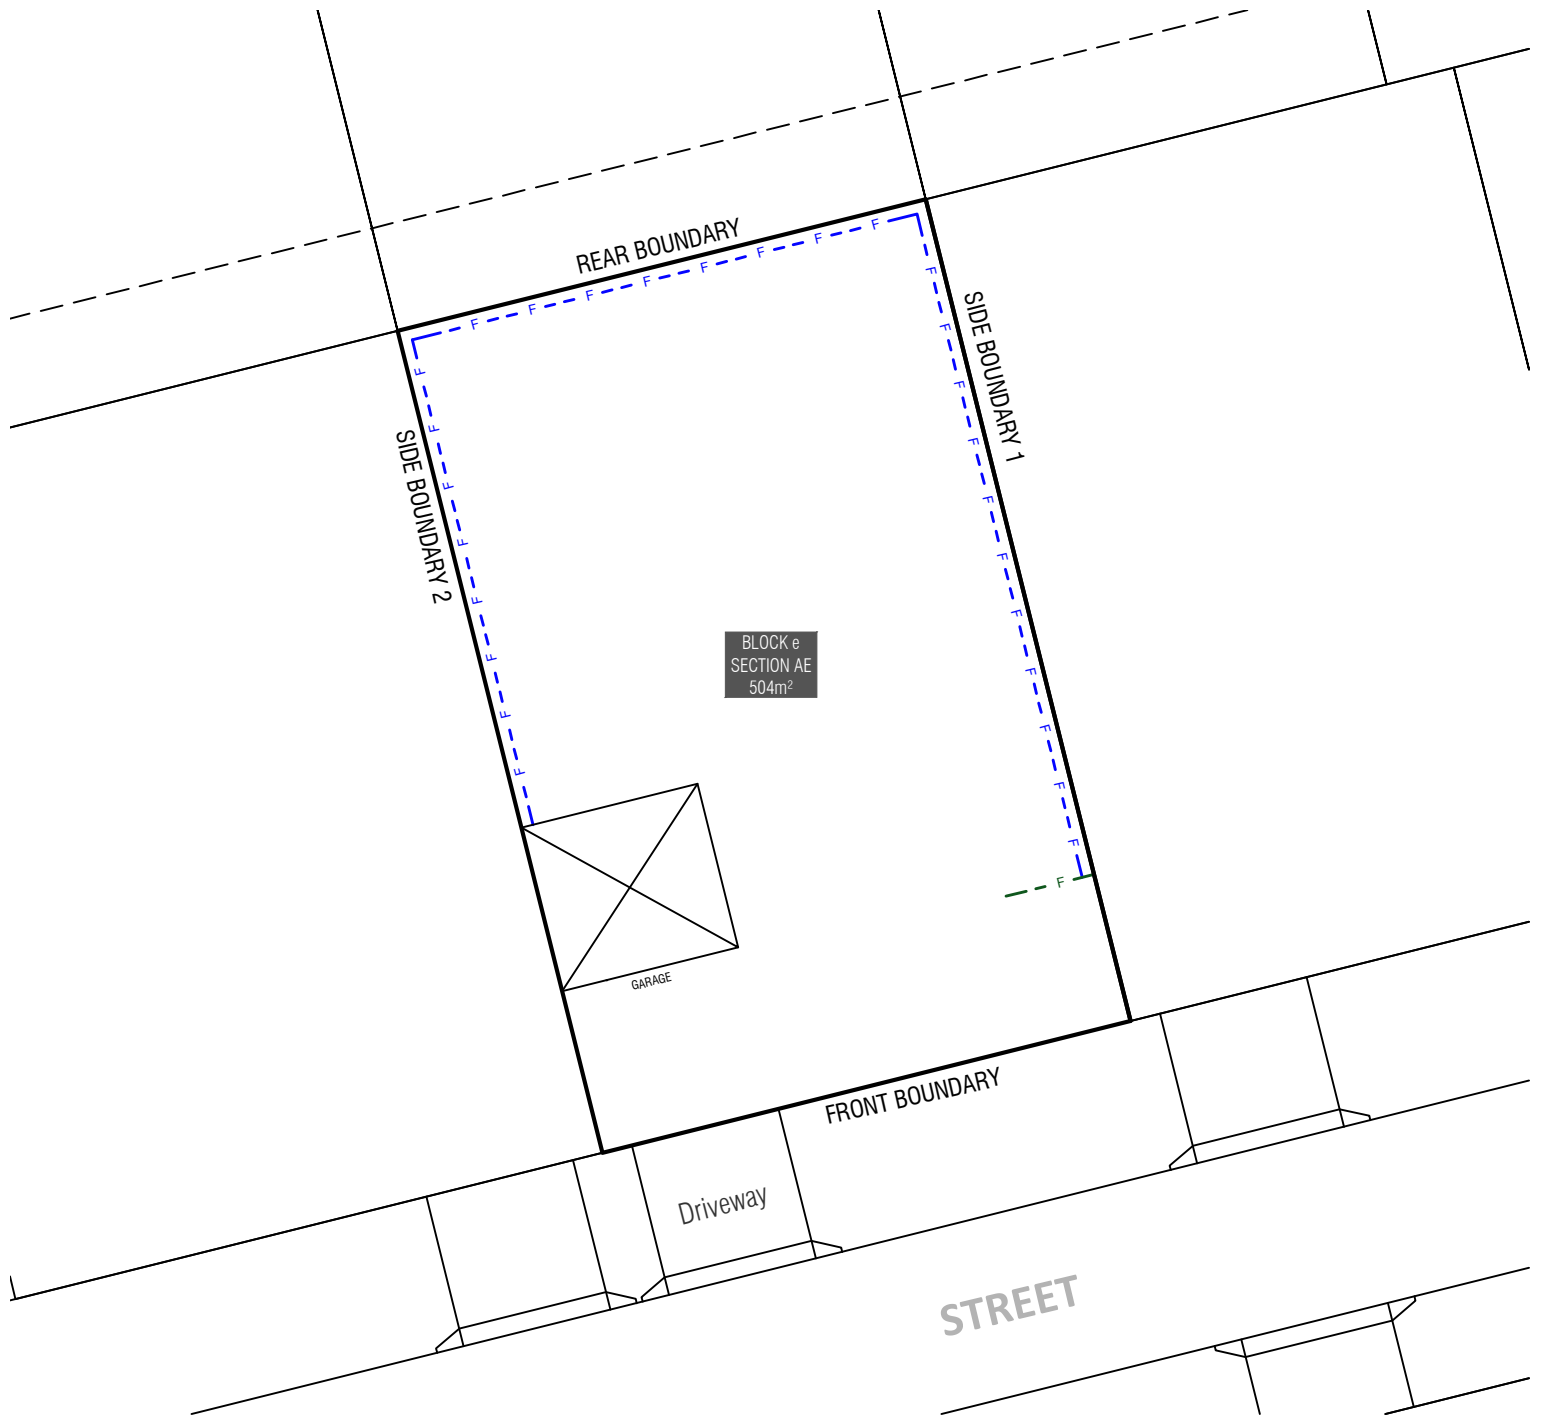 REAR BOUNDARY
F F F F F F F F
SIDE BOUNDARY 1
F F F F F F F F F F F
SIDE BOUNDARY 2
F F F F F F F F
BLOCK e
SECTION AE
504m²
F
GARAGE
FRONT BOUNDARY
Driveway
STREET